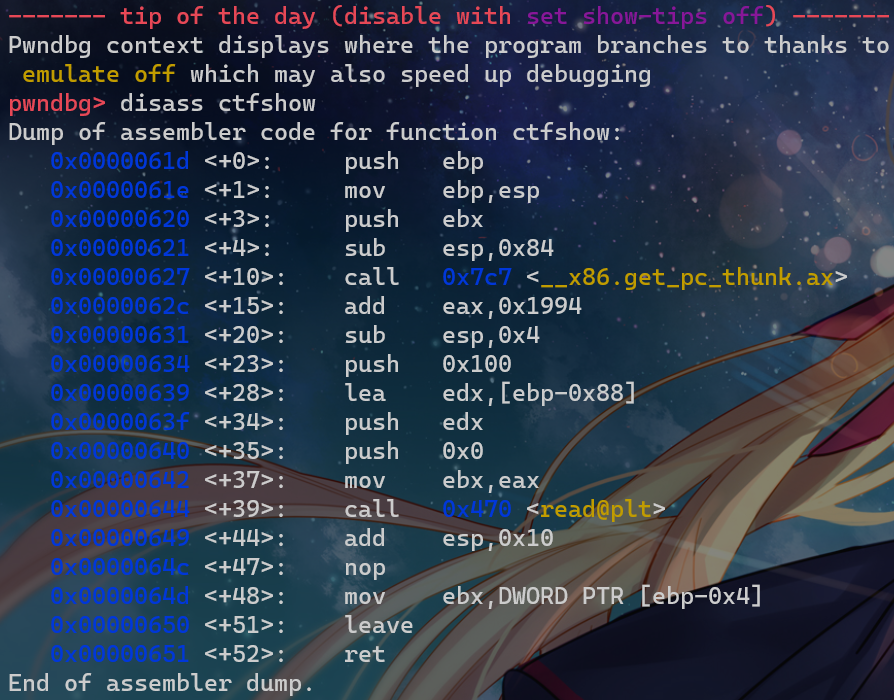 ------- tip of the day (disable with set show-tips off) -------
Pwndbg context displays where the program branches to thanks to
 emulate off which may also speed up debugging
pwndbg> disass ctfshow
Dump of assembler code for function ctfshow:
   0x0000061d <+0>:     push   ebp
   0x0000061e <+1>:     mov    ebp,esp
   0x00000620 <+3>:     push   ebx
   0x00000621 <+4>:     sub    esp,0x84
   0x00000627 <+10>:    call   0x7c7 <__x86.get_pc_thunk.ax>
   0x0000062c <+15>:    add    eax,0x1994
   0x00000631 <+20>:    sub    esp,0x4
   0x00000634 <+23>:    push   0x100
   0x00000639 <+28>:    lea    edx,[ebp-0x88]
   0x0000063f <+34>:    push   edx
   0x00000640 <+35>:    push   0x0
   0x00000642 <+37>:    mov    ebx,eax
   0x00000644 <+39>:    call   0x470 <read@plt>
   0x00000649 <+44>:    add    esp,0x10
   0x0000064c <+47>:    nop
   0x0000064d <+48>:    mov    ebx,DWORD PTR [ebp-0x4]
   0x00000650 <+51>:    leave
   0x00000651 <+52>:    ret
End of assembler dump.